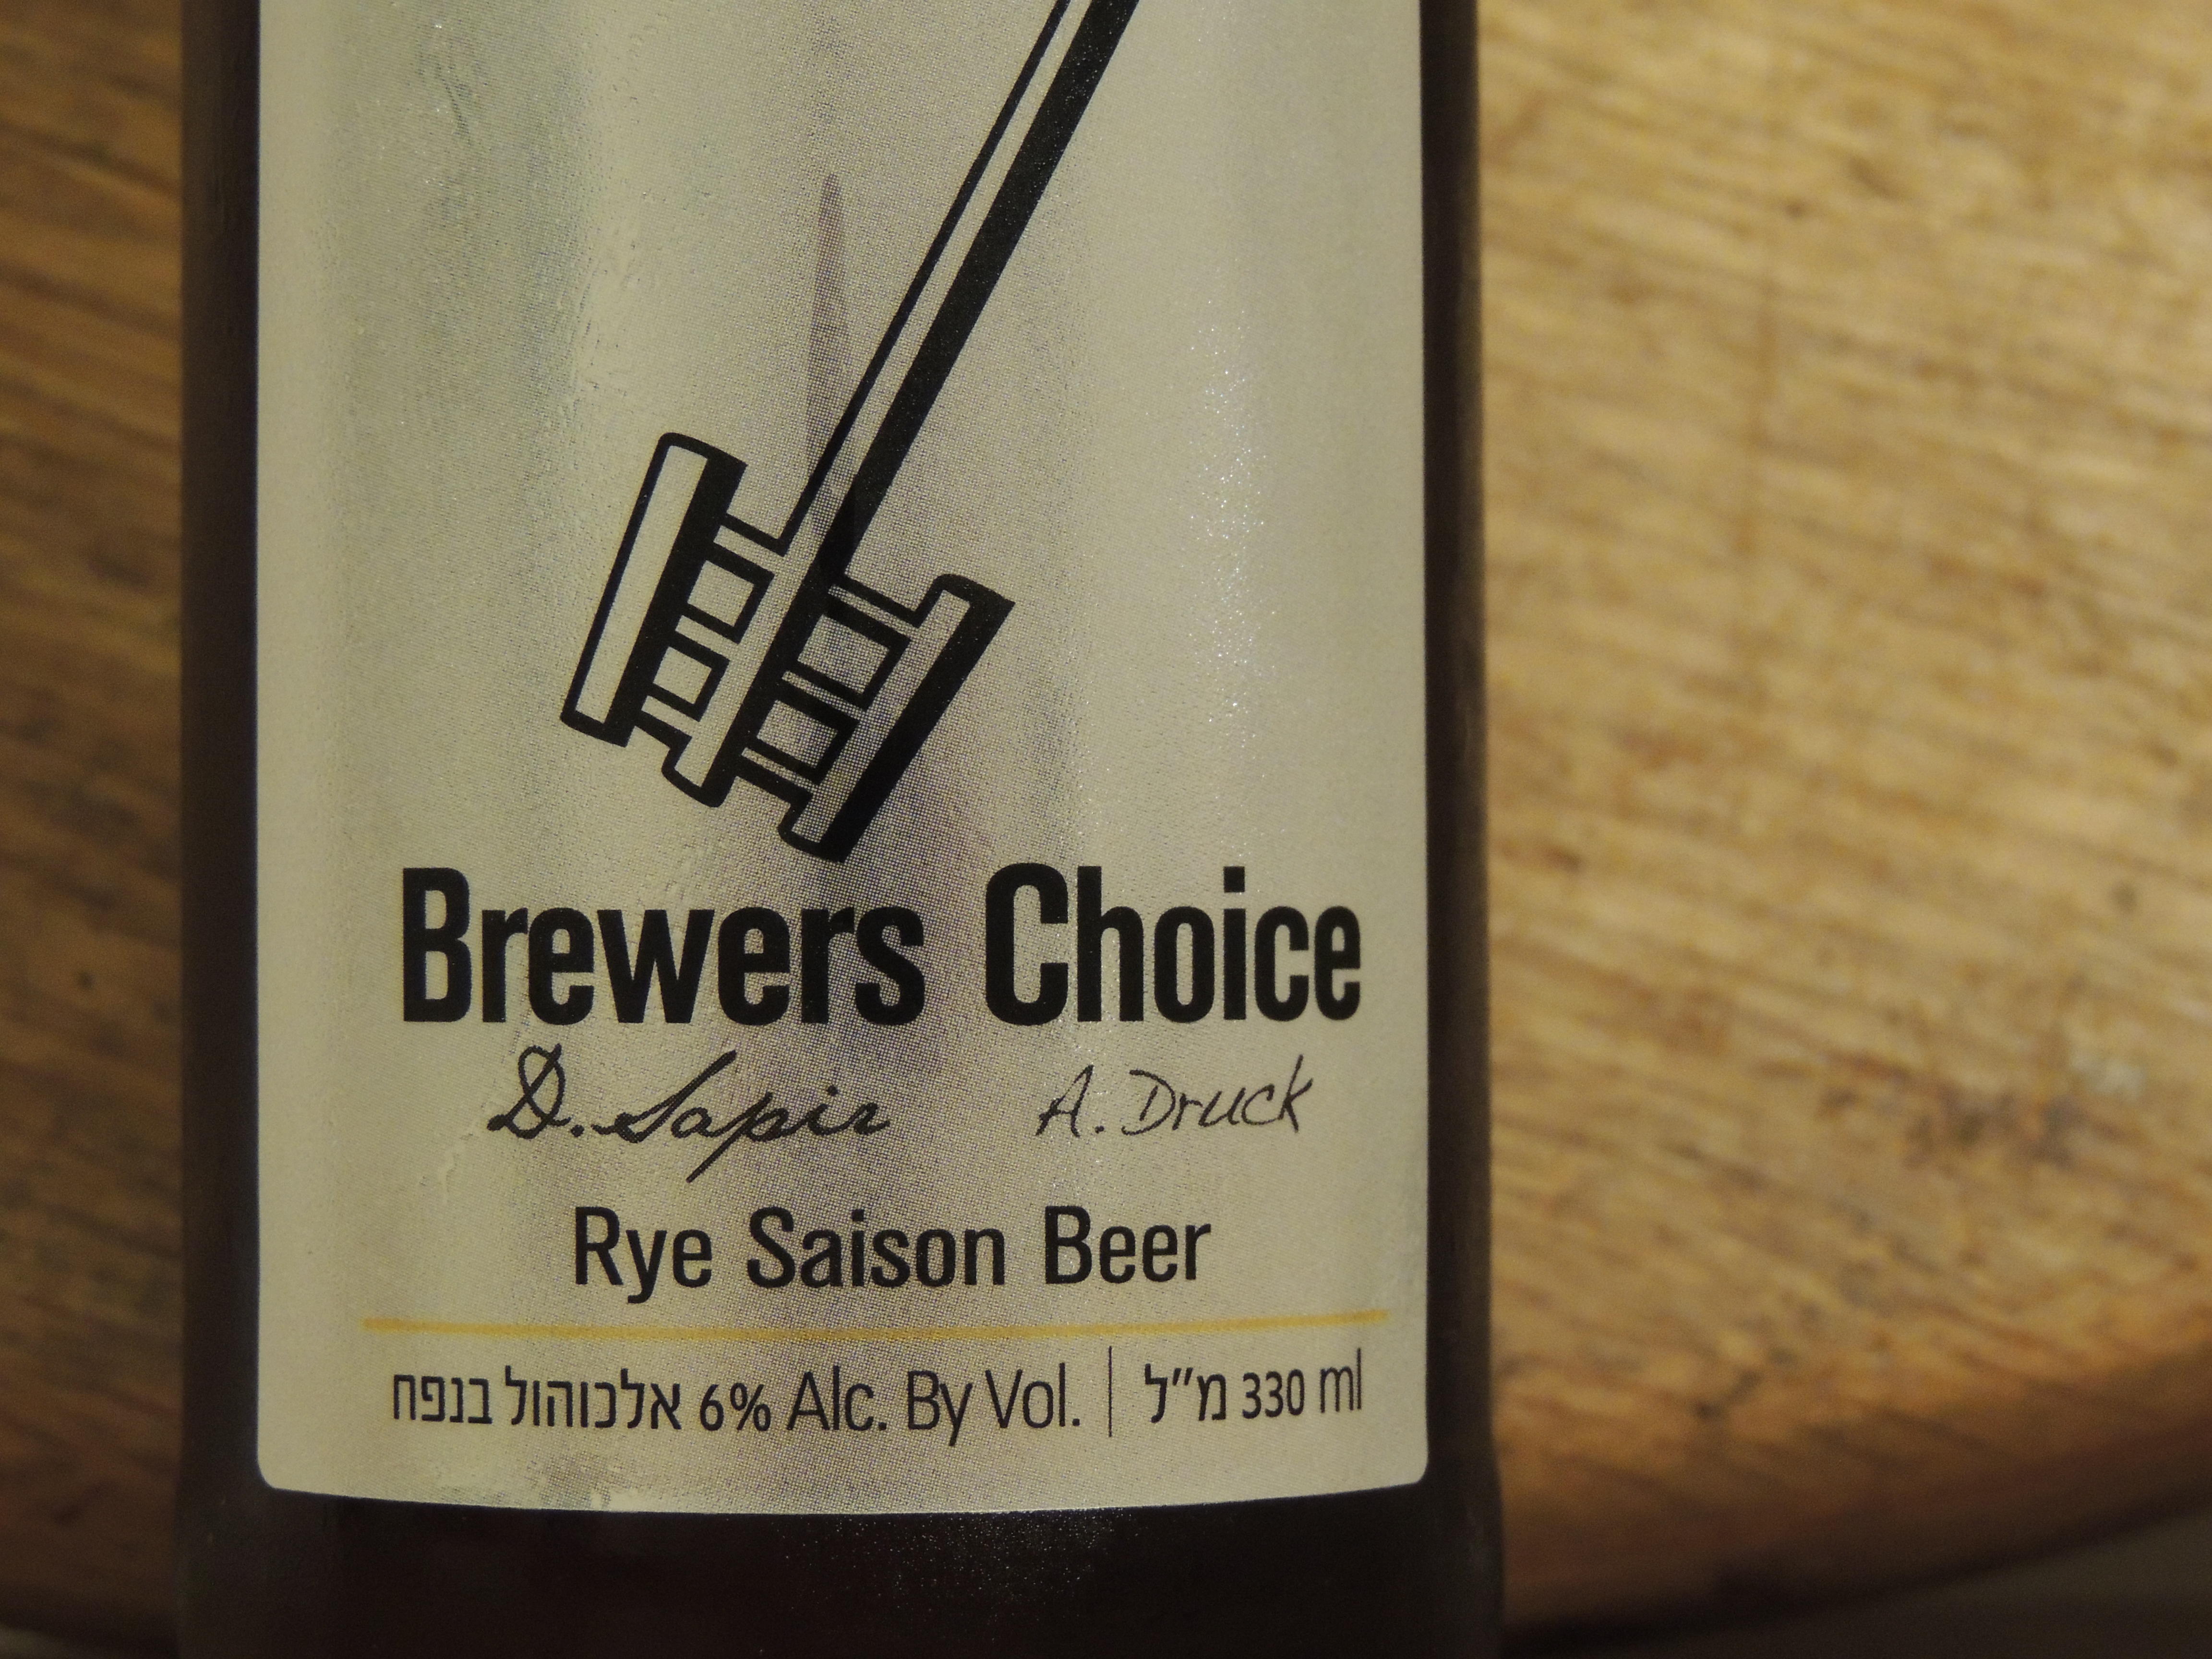 Brewers Choice
D. Sapir A. Druck
Rye Saison Beer
אלכוהול בנפח 6% Alc. By Vol. | מ״ל 330 ml